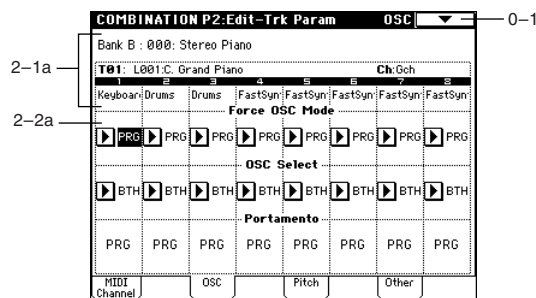 COMBINATION P2:Edit-Trk Param OSC
0-1
Bank B : 000: Stereo Piano
2-1a
T01: L001:C. Grand Piano Ch:Gch
1 2 3 4 5 6 7 8
Keyboar Drums Drums FastSyn FastSyn FastSyn FastSyn FastSyn
2-2a
Force OSC Mode
PRG PRG PRG PRG PRG PRG PRG PRG
OSC Select
BTH BTH BTH BTH BTH BTH BTH BTH
Portamento
PRG PRG PRG PRG PRG PRG PRG PRG
MIDI Channel OSC Pitch Other